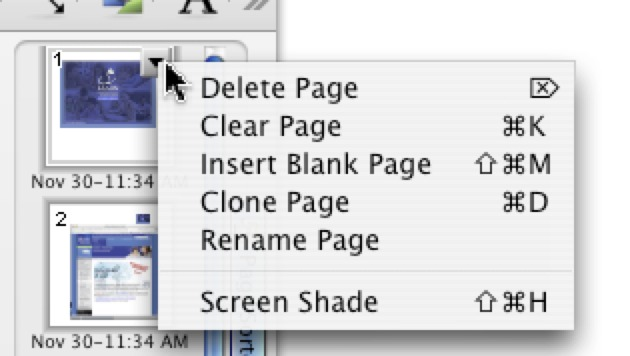 A
1
Nov 30-11:34 AM
2
Nov 30-11:34 AM
Delete Page ⌦
Clear Page ⌘K
Insert Blank Page ⇧⌘M
Clone Page ⌘D
Rename Page
Screen Shade ⇧⌘H